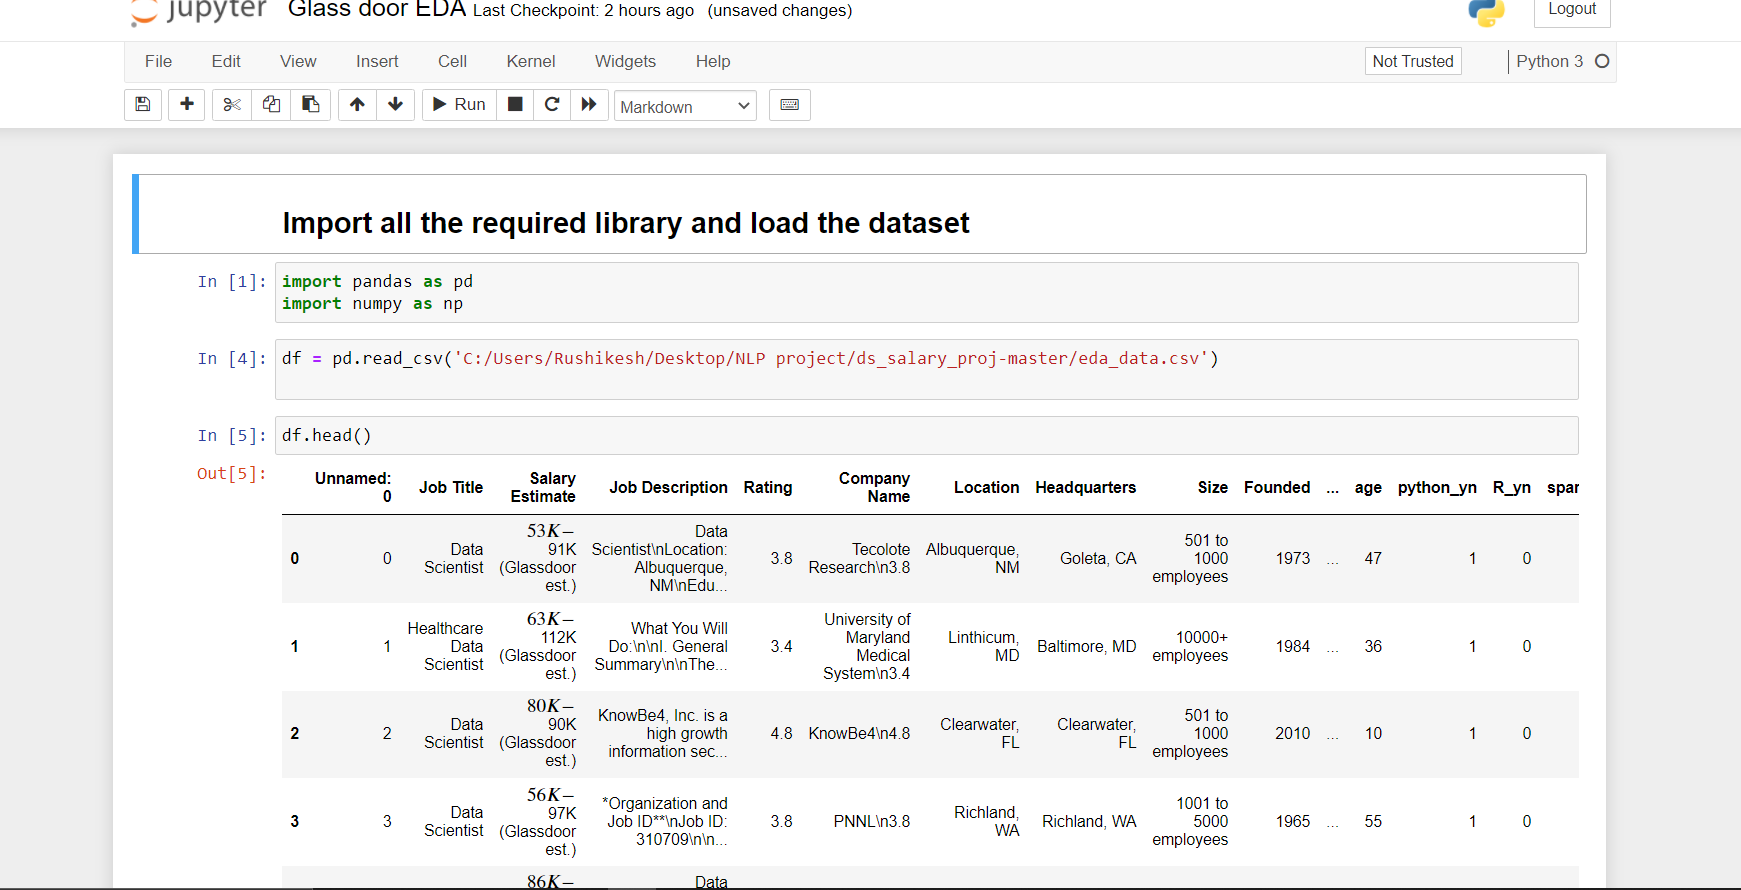 jupyter Glass door EDA Last Checkpoint: 2 hours ago (unsaved changes) Logout
File Edit View Insert Cell Kernel Widgets Help Not Trusted Python 3
Run Markdown
Import all the required library and load the dataset
In [1]: import pandas as pd
import numpy as np
In [4]: df = pd.read_csv('C:/Users/Rushikesh/Desktop/NLP project/ds_salary_proj-master/eda_data.csv')
In [5]: df.head()
Out[5]:
Unnamed: 0 Job Title Salary Estimate Job Description Rating Company Name Location Headquarters Size Founded ... age python_yn R_yn spar
0 0 Data Scientist 53K– 91K (Glassdoor est.) Data Scientist\nLocation: Albuquerque, NM\nEdu... 3.8 Tecolote Research\n3.8 Albuquerque, NM Goleta, CA 501 to 1000 employees 1973 ... 47 1 0
1 1 Healthcare Data Scientist 63K– 112K (Glassdoor est.) What You Will Do:\n\nI. General Summary\n\nThe... 3.4 University of Maryland Medical System\n3.4 Linthicum, MD Baltimore, MD 10000+ employees 1984 ... 36 1 0
2 2 Data Scientist 80K– 90K (Glassdoor est.) KnowBe4, Inc. is a high growth information sec... 4.8 KnowBe4\n4.8 Clearwater, FL Clearwater, FL 501 to 1000 employees 2010 ... 10 1 0
3 3 Data Scientist 56K– 97K (Glassdoor est.) *Organization and Job ID**\nJob ID: 310709\n\n... 3.8 PNNL\n3.8 Richland, WA Richland, WA 1001 to 5000 employees 1965 ... 55 1 0
86K– Data